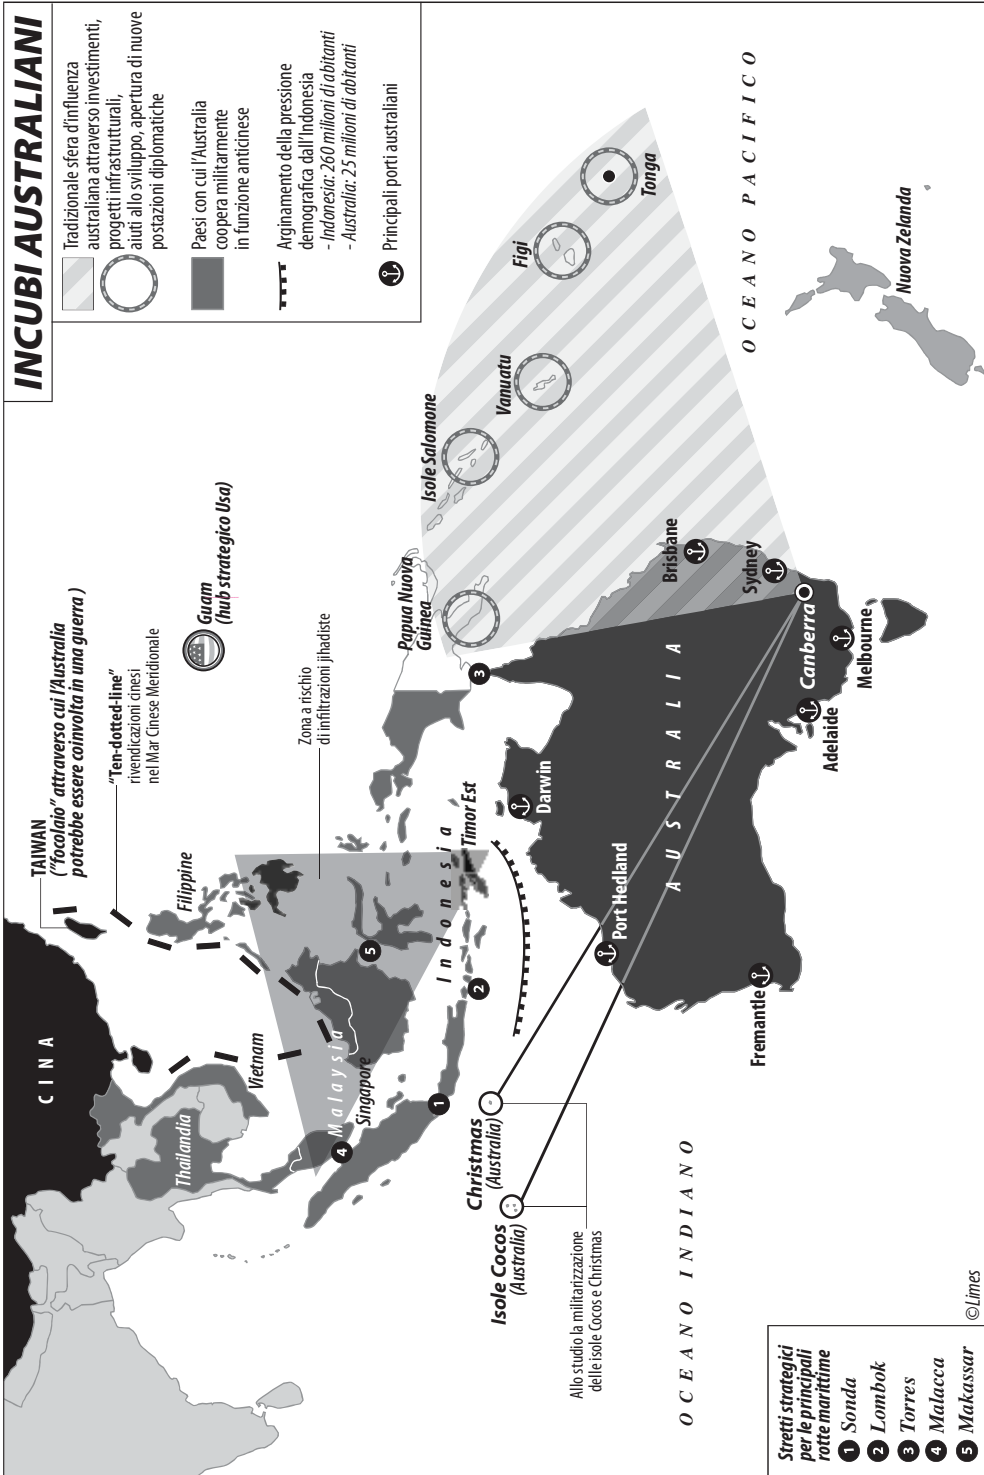 INCUBI AUSTRALIANI
Tradizionale sfera d'influenza
australiana attraverso investimenti,
progetti infrastrutturali,
aiuti allo sviluppo, apertura di nuove
postazioni diplomatiche
Paesi con cui l'Australia
coopera militarmente
in funzione anticinese
Arginamento della pressione
demografica dall'Indonesia
- Indonesia: 260 milioni di abitanti
- Australia: 25 milioni di abitanti
Principali porti australiani
TAIWAN
("focolaio" attraverso cui l'Australia
potrebbe essere coinvolta in una guerra )
"Ten-dotted-line"
rivendicazioni cinesi
nel Mar Cinese Meridionale
Guam
(hub strategico Usa)
Zona a rischio
di infiltrazioni jihadiste
CINA
Filippine
Vietnam
Thailandia
Malaysia
Singapore
Indonesia
Timor Est
Papua Nuova
Guinea
Isole Salomone
Vanuatu
Figi
Tonga
OCEANO PACIFICO
Nuova Zelanda
AUSTRALIA
Darwin
Port Hedland
Brisbane
Sydney
Canberra
Melbourne
Adelaide
Fremantle
1
2
3
4
5
Christmas
(Australia)
Isole Cocos
(Australia)
Allo studio la militarizzazione
delle isole Cocos e Christmas
OCEANO INDIANO
Stretti strategici
per le principali
rotte marittime
1 Sonda
2 Lombok
3 Torres
4 Malacca
5 Makassar
©Limes